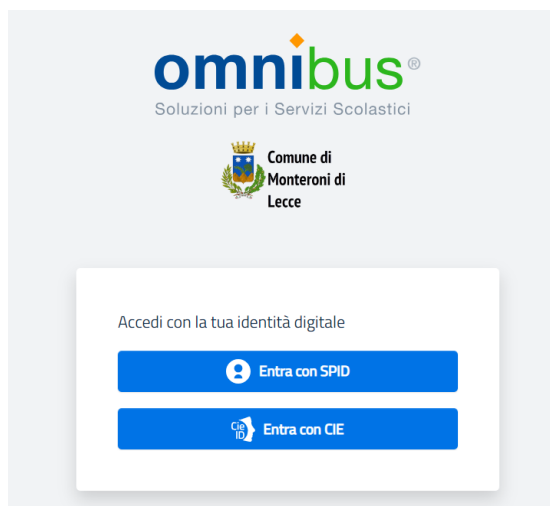 omnibus®
Soluzioni per i Servizi Scolastici
Comune di
Monteroni di
Lecce
Accedi con la tua identità digitale
Entra con SPID
Cie
ID
Entra con CIE